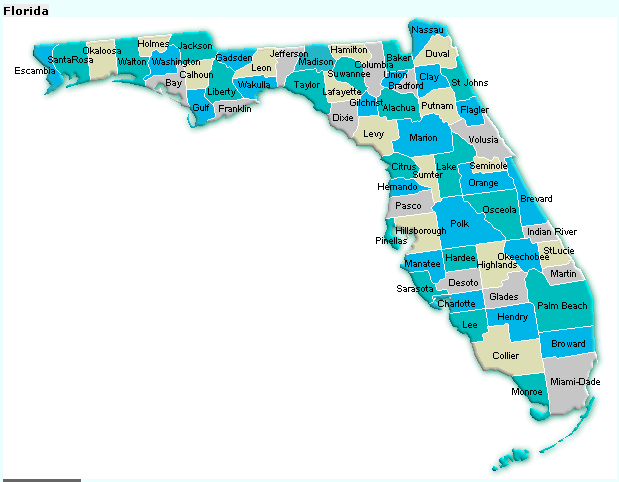 Florida
Nassau
Holmes
Jackson
Okaloosa
Hamilton
Duval
SantaRosa
Walton
Washington
Gadsden
Jefferson
Madison
Baker
Escambia
Calhoun
Leon
Columbia
Suwannee
Union
Clay
St Johns
Bay
Liberty
Wakulla
Taylor
Lafayette
Bradford
Gulf
Franklin
Gilchrist
Alachua
Putnam
Flagler
Dixie
Levy
Marion
Volusia
Citrus
Sumter
Lake
Seminole
Hernando
Orange
Pasco
Brevard
Osceola
Polk
Hillsborough
Indian River
Pinellas
Manatee
Hardee
Okeechobee
StLucie
Highlands
Martin
Sarasota
Desoto
Charlotte
Glades
Palm Beach
Lee
Hendry
Broward
Collier
Miami-Dade
Monroe